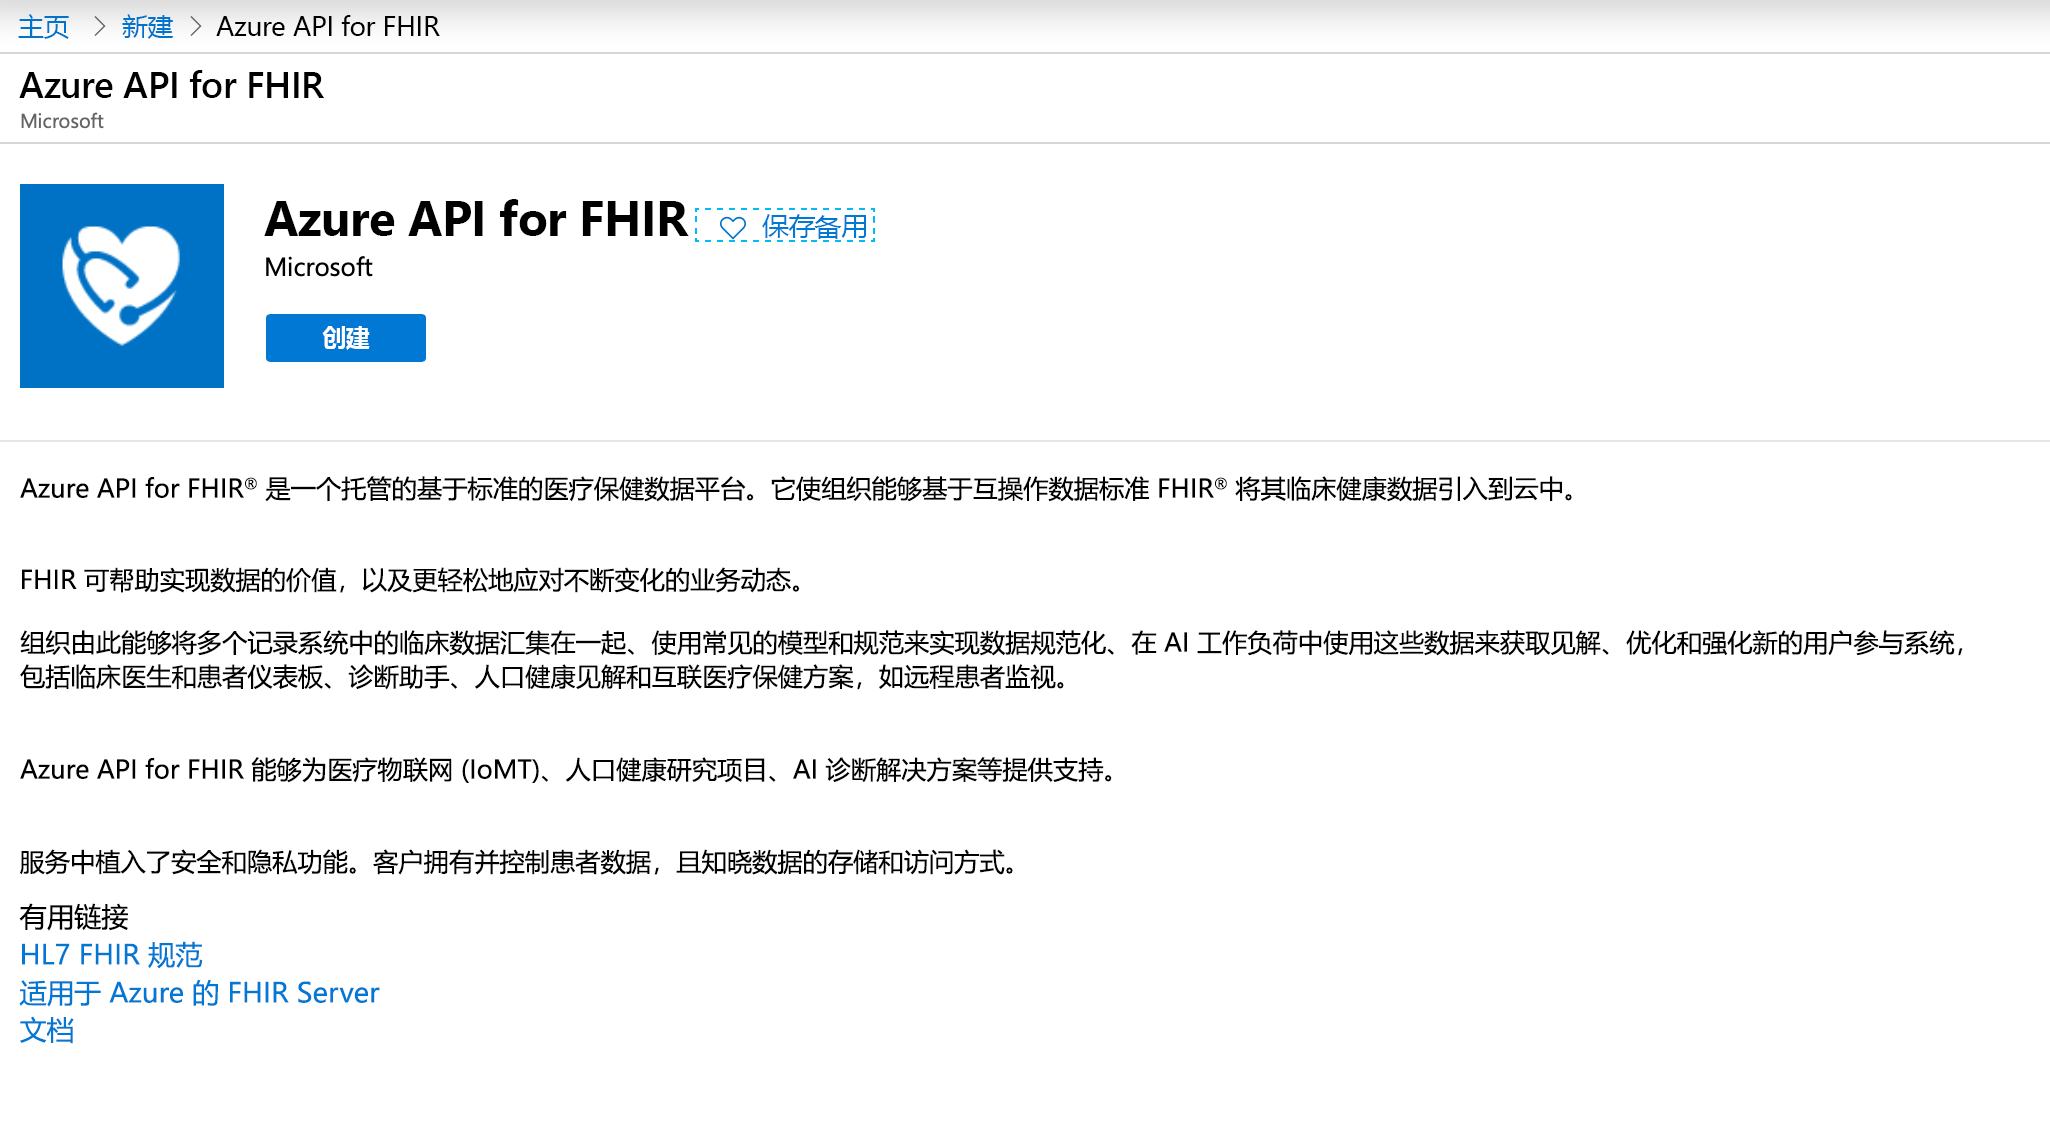 主页 > 新建 > Azure API for FHIR
Azure API for FHIR
Microsoft
Azure API for FHIR 保存备用
Microsoft
创建
Azure API for FHIR® 是一个托管的基于标准的医疗保健数据平台。它使组织能够基于互操作数据标准 FHIR® 将其临床健康数据引入到云中。
FHIR 可帮助实现数据的价值，以及更轻松地应对不断变化的业务动态。
组织由此能够将多个记录系统中的临床数据汇集在一起、使用常见的模型和规范来实现数据规范化、在 AI 工作负荷中使用这些数据来获取见解、优化和强化新的用户参与系统，
包括临床医生和患者仪表板、诊断助手、人口健康见解和互联医疗保健方案，如远程患者监视。
Azure API for FHIR 能够为医疗物联网 (IoMT)、人口健康研究项目、AI 诊断解决方案等提供支持。
服务中植入了安全和隐私功能。客户拥有并控制患者数据，且知晓数据的存储和访问方式。
有用链接
HL7 FHIR 规范
适用于 Azure 的 FHIR Server
文档